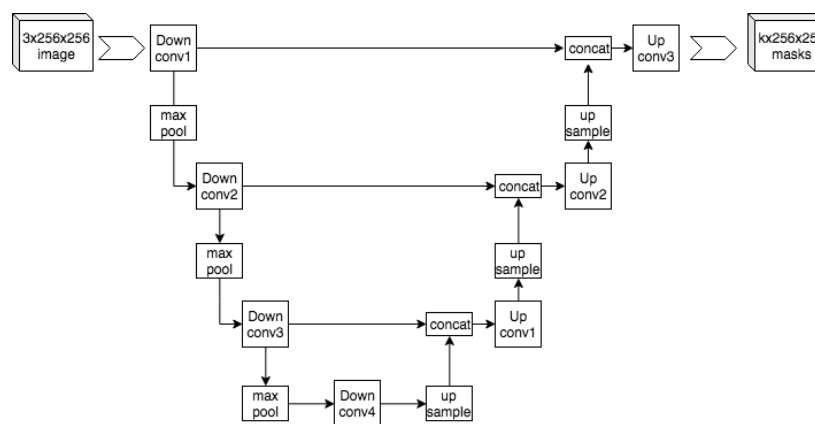 3x256x256
image
Down
conv1
concat
Up
conv3
kx256x25
masks
max
pool
up
sample
Down
conv2
concat
Up
conv2
max
pool
up
sample
Down
conv3
concat
Up
conv1
max
pool
Down
conv4
up
sample